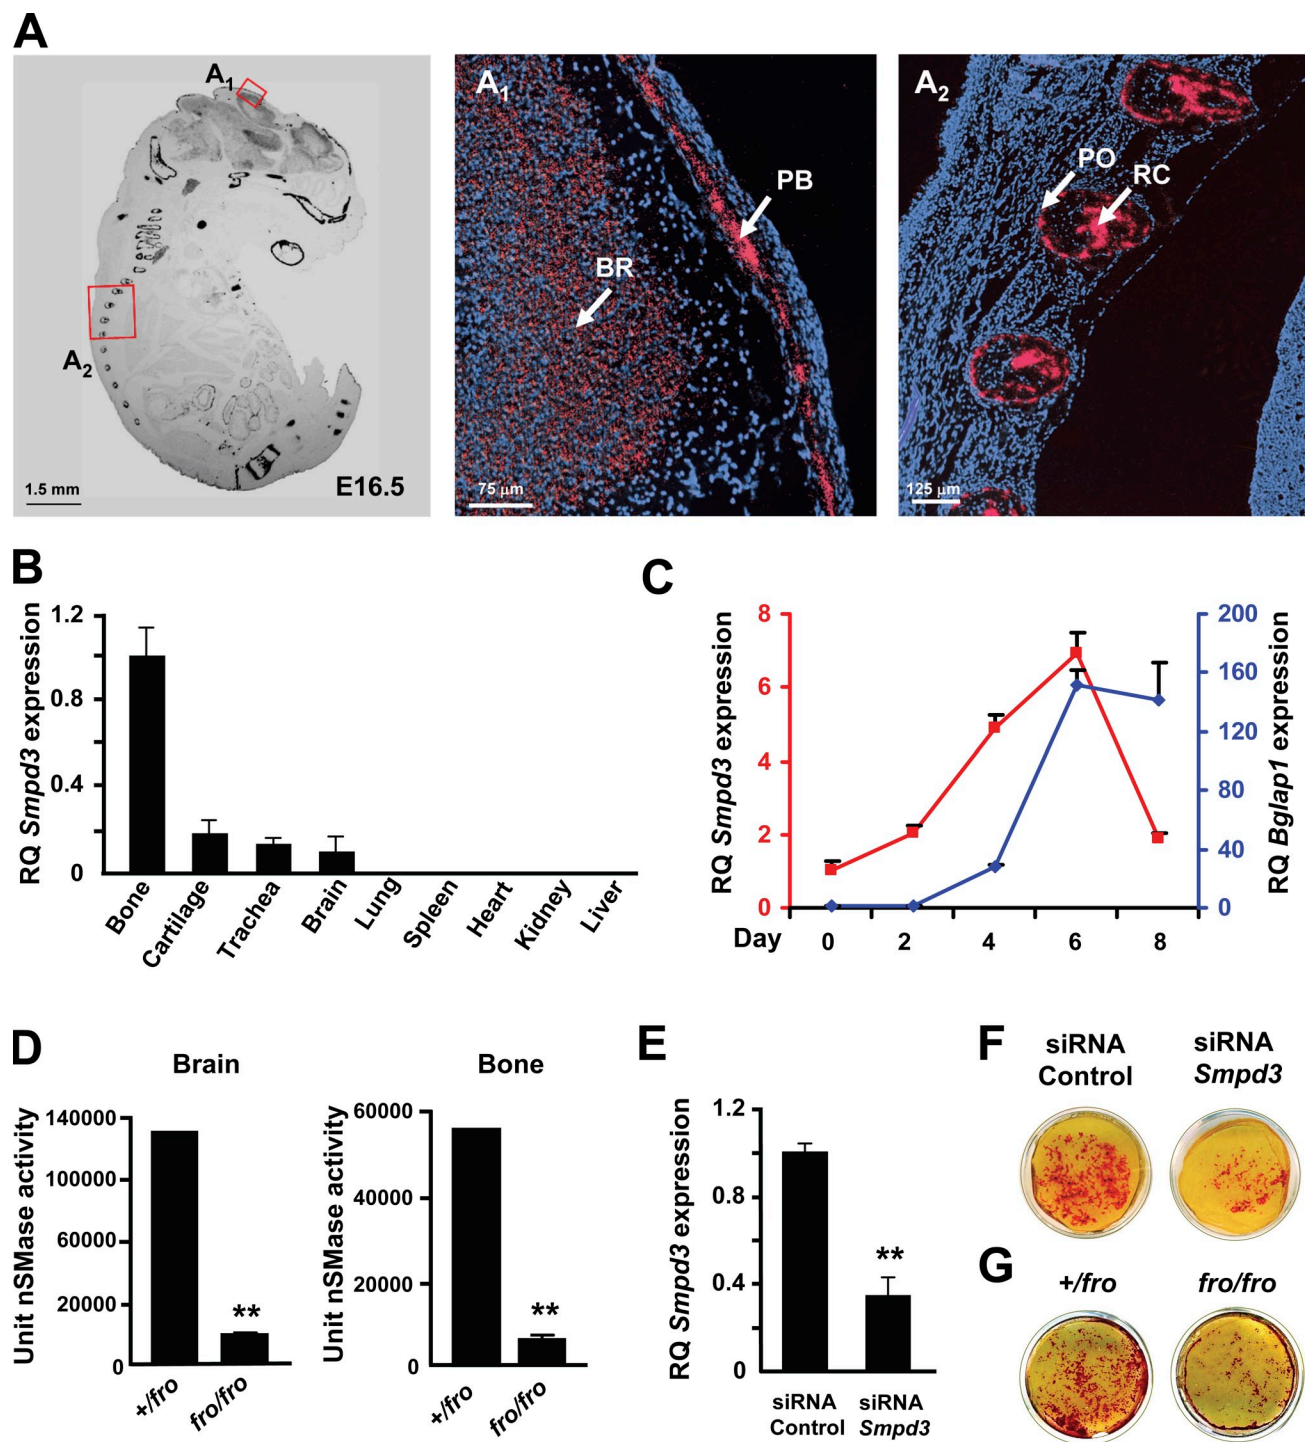 A
A1
A2
1.5 mm
E16.5
A1
BR
PB
75 μm
A2
PO
RC
125 μm
B
RQ Smpd3 expression
1.2
0.8
0.4
0
Bone
Cartilage
Trachea
Brain
Lung
Spleen
Heart
Kidney
Liver
C
RQ Smpd3 expression
8
6
4
2
0
200
160
120
80
40
0
RQ Bglap1 expression
Day
0
2
4
6
8
D
Brain
Unit nSMase activity
140000
100000
60000
20000
0
**
+/fro
fro/fro
Bone
Unit nSMase activity
60000
40000
20000
0
**
+/fro
fro/fro
E
RQ Smpd3 expression
1.2
0.8
0.4
0
**
siRNA
Control
siRNA
Smpd3
F
siRNA
Control
siRNA
Smpd3
G
+/fro
fro/fro